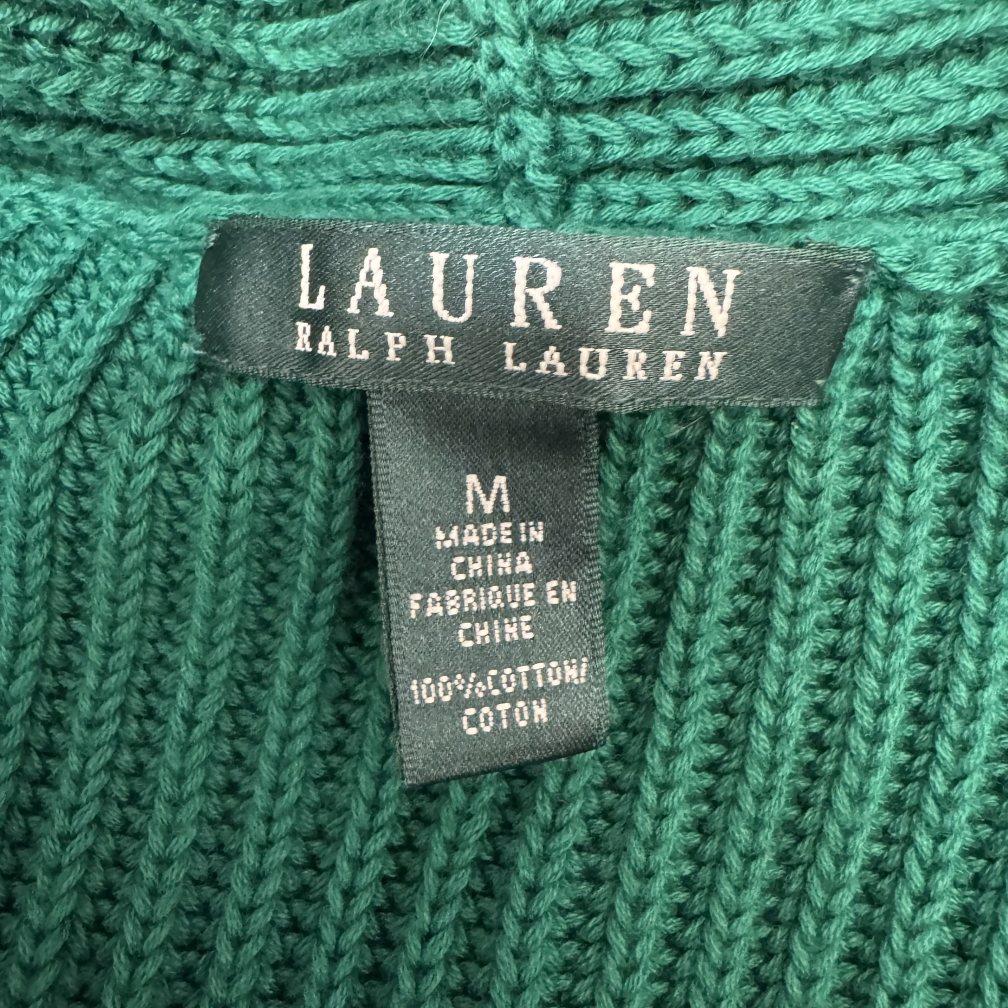 LAUREN
RALPH LAUREN
M
MADE IN
CHINA
FABRIQUE EN
CHINE
100%COTTON/
COTON